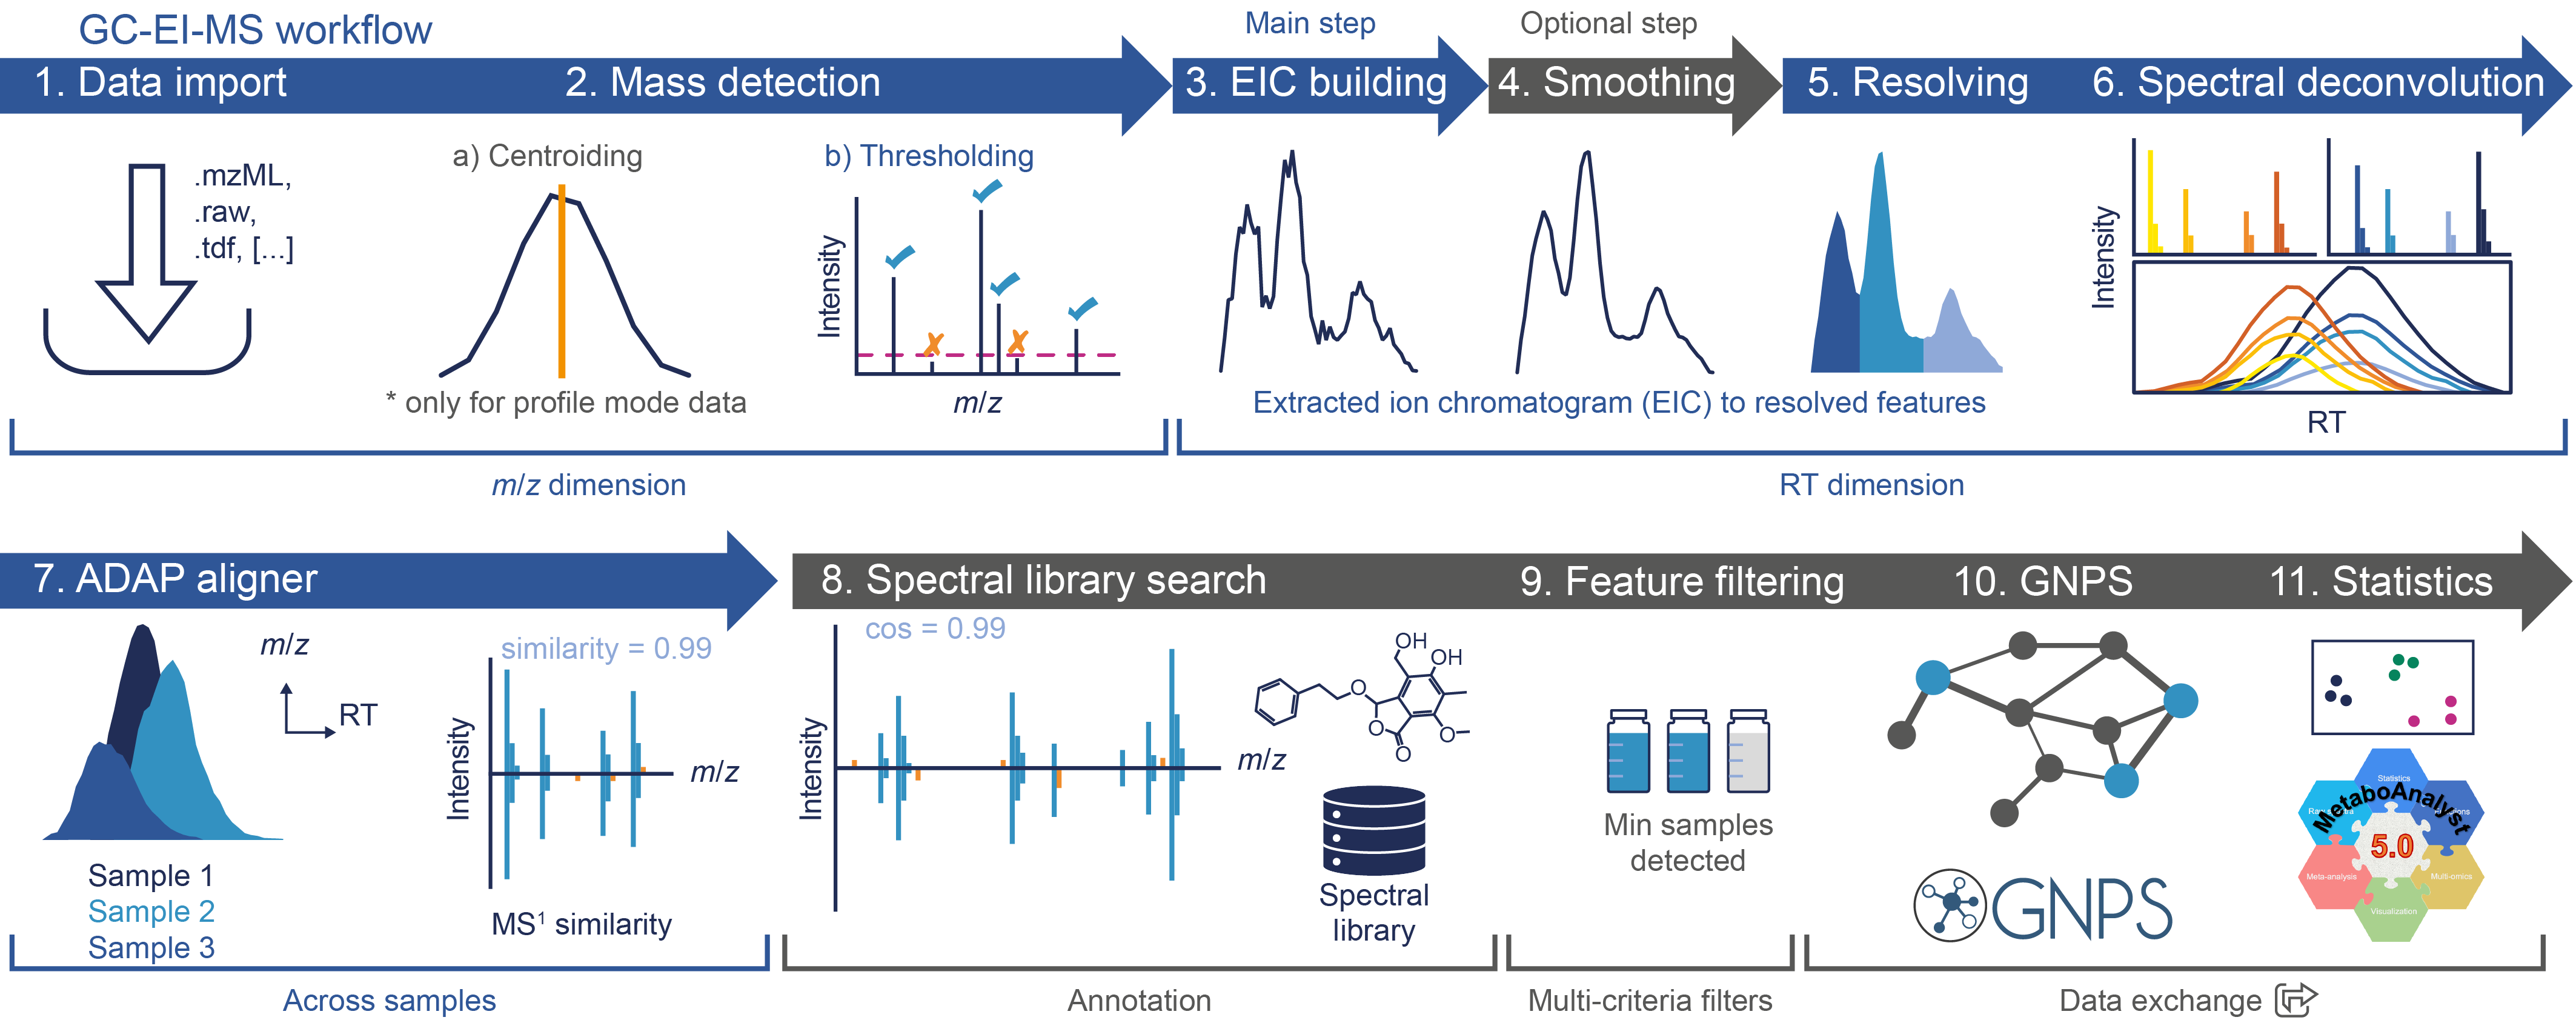 GC-EI-MS workflow
Main step
Optional step
1. Data import
2. Mass detection
3. EIC building
4. Smoothing
5. Resolving
6. Spectral deconvolution
.mzML,
.raw,
.tdf, [...]
a) Centroiding
* only for profile mode data
b) Thresholding
Intensity
m/z
Extracted ion chromatogram (EIC) to resolved features
Intensity
RT
m/z dimension
RT dimension
7. ADAP aligner
8. Spectral library search
9. Feature filtering
10. GNPS
11. Statistics
m/z
RT
Sample 1
Sample 2
Sample 3
similarity = 0.99
Intensity
m/z
MS¹ similarity
cos = 0.99
Intensity
m/z
OH
OH
O
O
O
O
Spectral
library
Min samples
detected
GNPS
Statistics
MetaboAnalyst
5.0
Meta-analysis
Multi-omics
Visualization
Across samples
Annotation
Multi-criteria filters
Data exchange